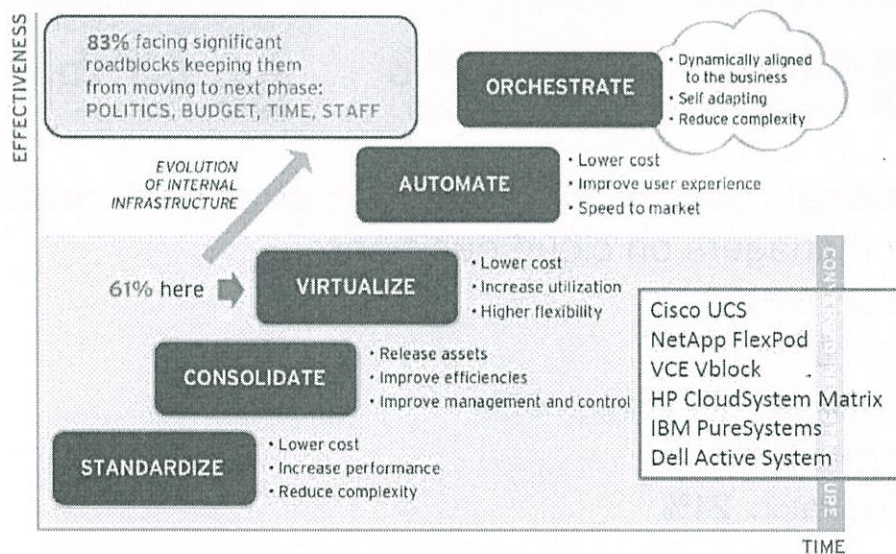 EFFECTIVENESS
83% facing significant
roadblocks keeping them
from moving to next phase:
POLITICS, BUDGET, TIME, STAFF
ORCHESTRATE
• Dynamically aligned
to the business
• Self adapting
• Reduce complexity
EVOLUTION
OF INTERNAL
INFRASTRUCTURE
AUTOMATE
• Lower cost
• Improve user experience
• Speed to market
61% here
VIRTUALIZE
• Lower cost
• Increase utilization
• Higher flexibility
CONSOLIDATE
• Release assets
• Improve efficiencies
• Improve management and control
STANDARDIZE
• Lower cost
• Increase performance
• Reduce complexity
Cisco UCS
NetApp FlexPod
VCE Vblock
HP CloudSystem Matrix
IBM PureSystems
Dell Active System
TIME